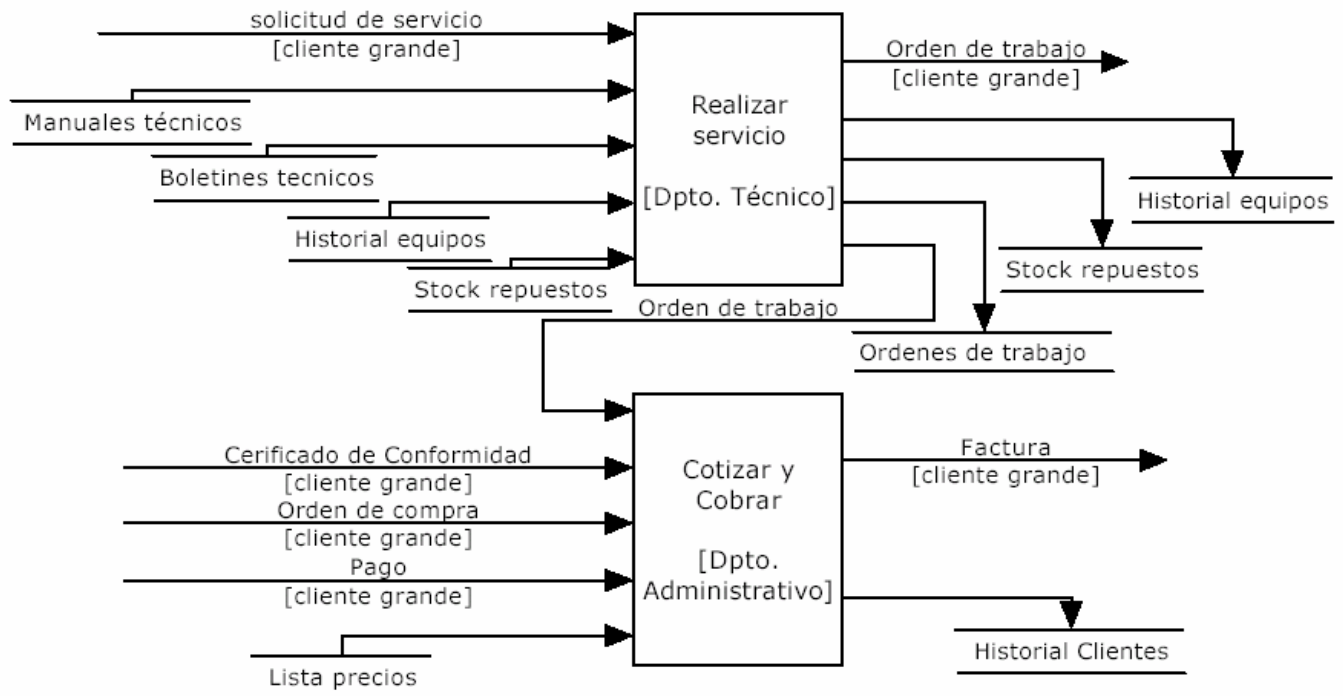 solicitud de servicio
[cliente grande]
Manuales técnicos
Boletines tecnicos
Historial equipos
Stock repuestos
Realizar
servicio
[Dpto. Técnico]
Orden de trabajo
[cliente grande]
Historial equipos
Stock repuestos
Ordenes de trabajo
Orden de trabajo
Cerificado de Conformidad
[cliente grande]
Orden de compra
[cliente grande]
Pago
[cliente grande]
Lista precios
Cotizar y
Cobrar
[Dpto.
Administrativo]
Factura
[cliente grande]
Historial Clientes